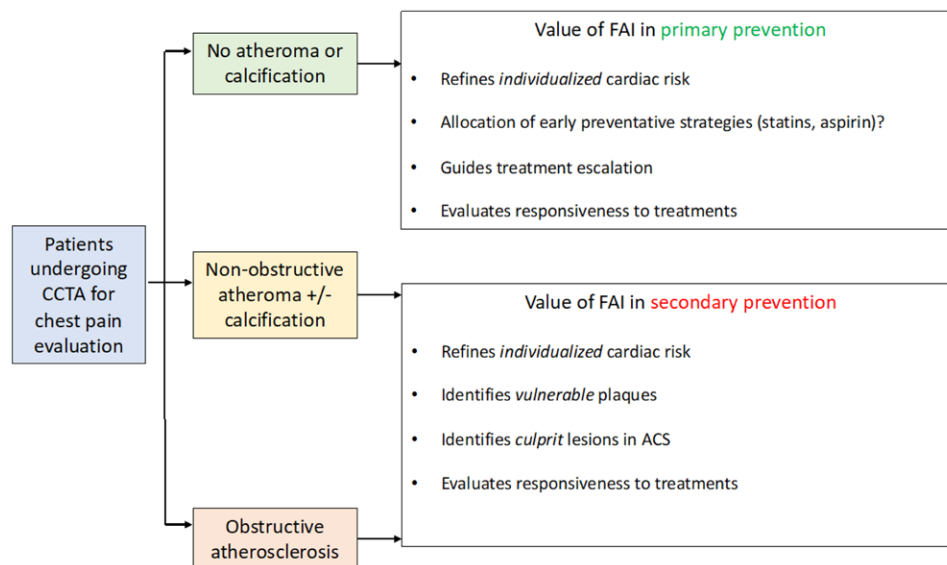 No atheroma or
calcification
Value of FAI in primary prevention
• Refines individualized cardiac risk
• Allocation of early preventative strategies (statins, aspirin)?
• Guides treatment escalation
• Evaluates responsiveness to treatments
Patients
undergoing
CCTA for
chest pain
evaluation
Non-obstructive
atheroma +/-
calcification
Value of FAI in secondary prevention
• Refines individualized cardiac risk
• Identifies vulnerable plaques
• Identifies culprit lesions in ACS
• Evaluates responsiveness to treatments
Obstructive
atherosclerosis